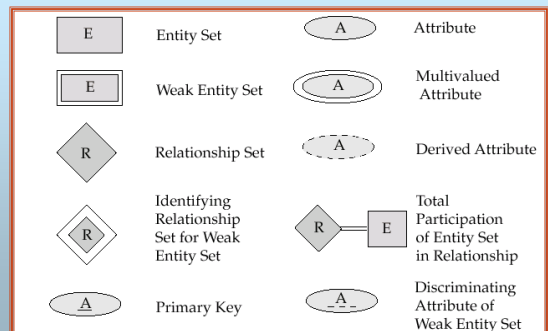 E
Entity Set
A
Attribute
E
Weak Entity Set
A
Multivalued
Attribute
R
Relationship Set
A
Derived Attribute
R
Identifying
Relationship
Set for Weak
Entity Set
R
E
Total
Participation
of Entity Set
in Relationship
A
Primary Key
A
Discriminating
Attribute of
Weak Entity Set